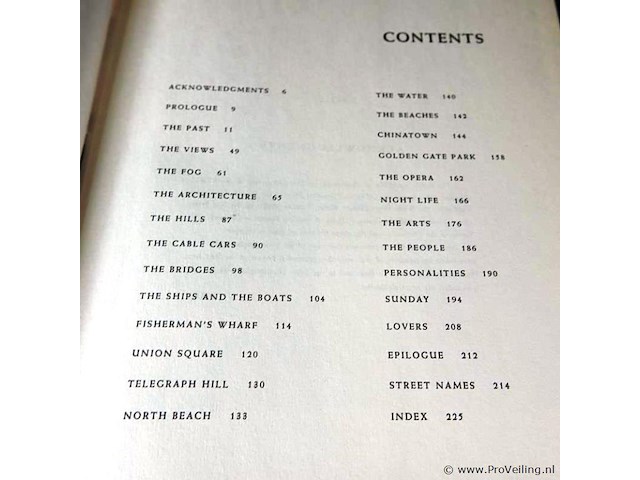 CONTENTS
ACKNOWLEDGMENTS 6
PROLOGUE 9
THE PAST 11
THE VIEWS 49
THE FOG 61
THE ARCHITECTURE 65
THE HILLS 87
THE CABLE CARS 90
THE BRIDGES 98
THE SHIPS AND THE BOATS 104
FISHERMAN'S WHARF 114
UNION SQUARE 120
TELEGRAPH HILL 130
NORTH BEACH 133
THE WATER 140
THE BEACHES 142
CHINATOWN 144
GOLDEN GATE PARK 158
THE OPERA 162
NIGHT LIFE 166
THE ARTS 176
THE PEOPLE 186
PERSONALITIES 190
SUNDAY 194
LOVERS 208
EPILOGUE 212
STREET NAMES 214
INDEX 225
© www.ProVeiling.nl